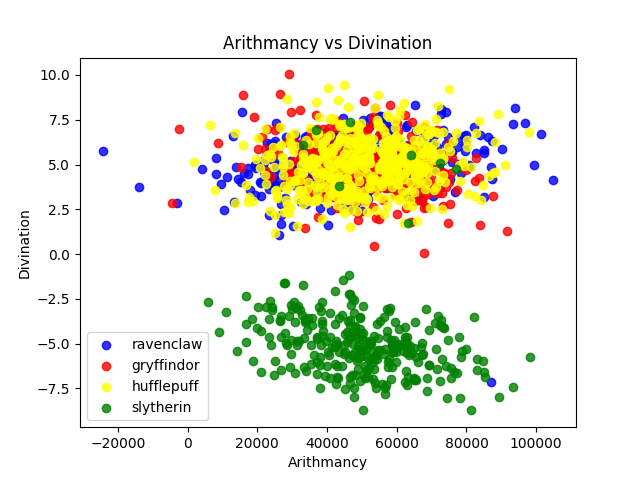 Arithmancy vs Divination
10.0
7.5
5.0
2.5
0.0
−2.5
−5.0
−7.5
Divination
ravenclaw
gryffindor
hufflepuff
slytherin
−20000 0 20000 40000 60000 80000 100000
Arithmancy